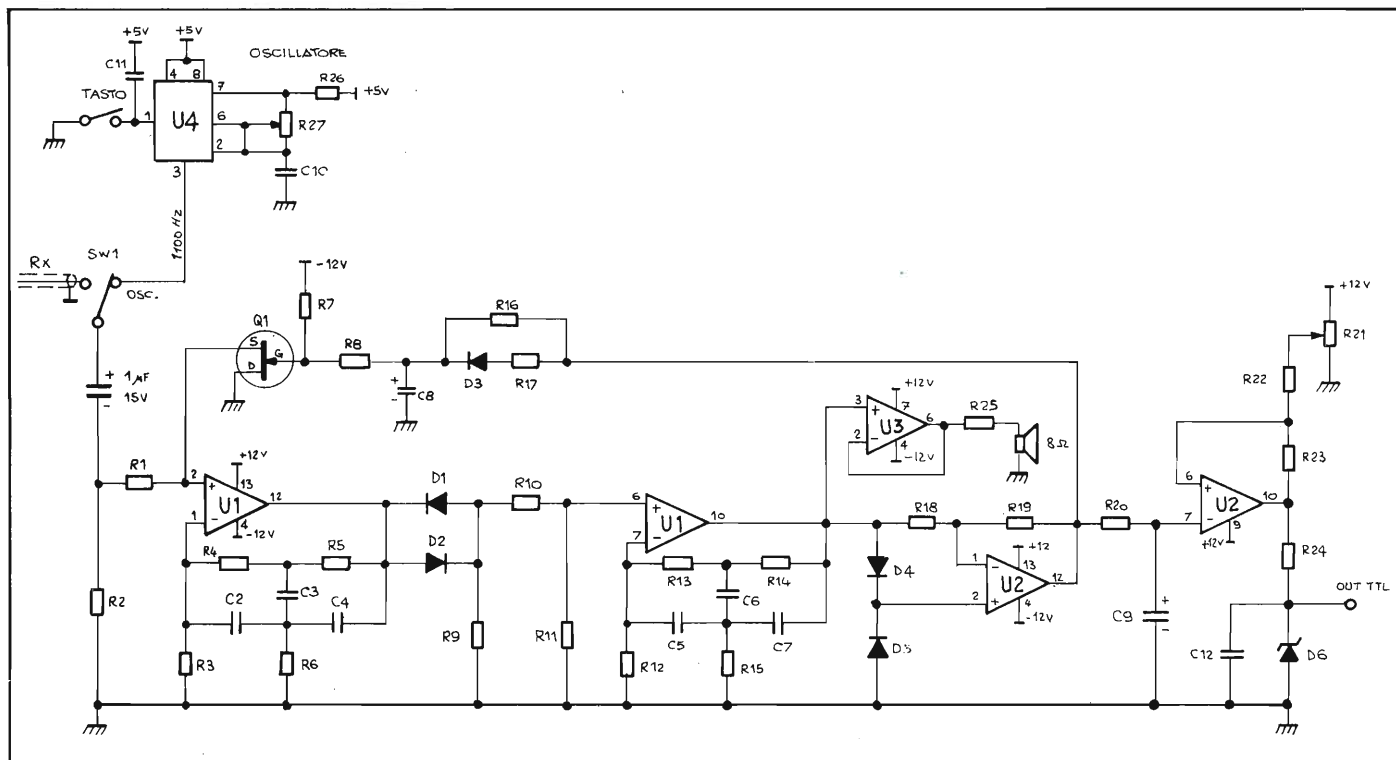 +5V +5V
OSCILLATORE
C11
4 8
7 R26 +5V
TASTO
1 U4 6 R27
2
3 C10
1100 Hz
Rx SW1
OSC.
-12V
R7
R16
Q1
S G D
R8
D3 R17
C8
+ -
+ 1 µF
15V -
+12V
R21
R22
+12V
3 + 7 6 R25
U3
2 - 4
-12V
8 Ω
R23
R1
2 + +12V 13 12
U1
1 - 4 -12V
D1 R10
6 + 10
U1
7 -
R18 R19 R20
6 + 10
U2
7 - 9
+12V
R4 R5 D2
R13 R14
D4
1 - +12 13 12
U2
2 + 4 -12V
R24
C3
C6
OUT TTL
R2
C2 C4
R9
R11
C5 C7
D5
C9
+ -
C12
D6
R3 R6
R12 R15